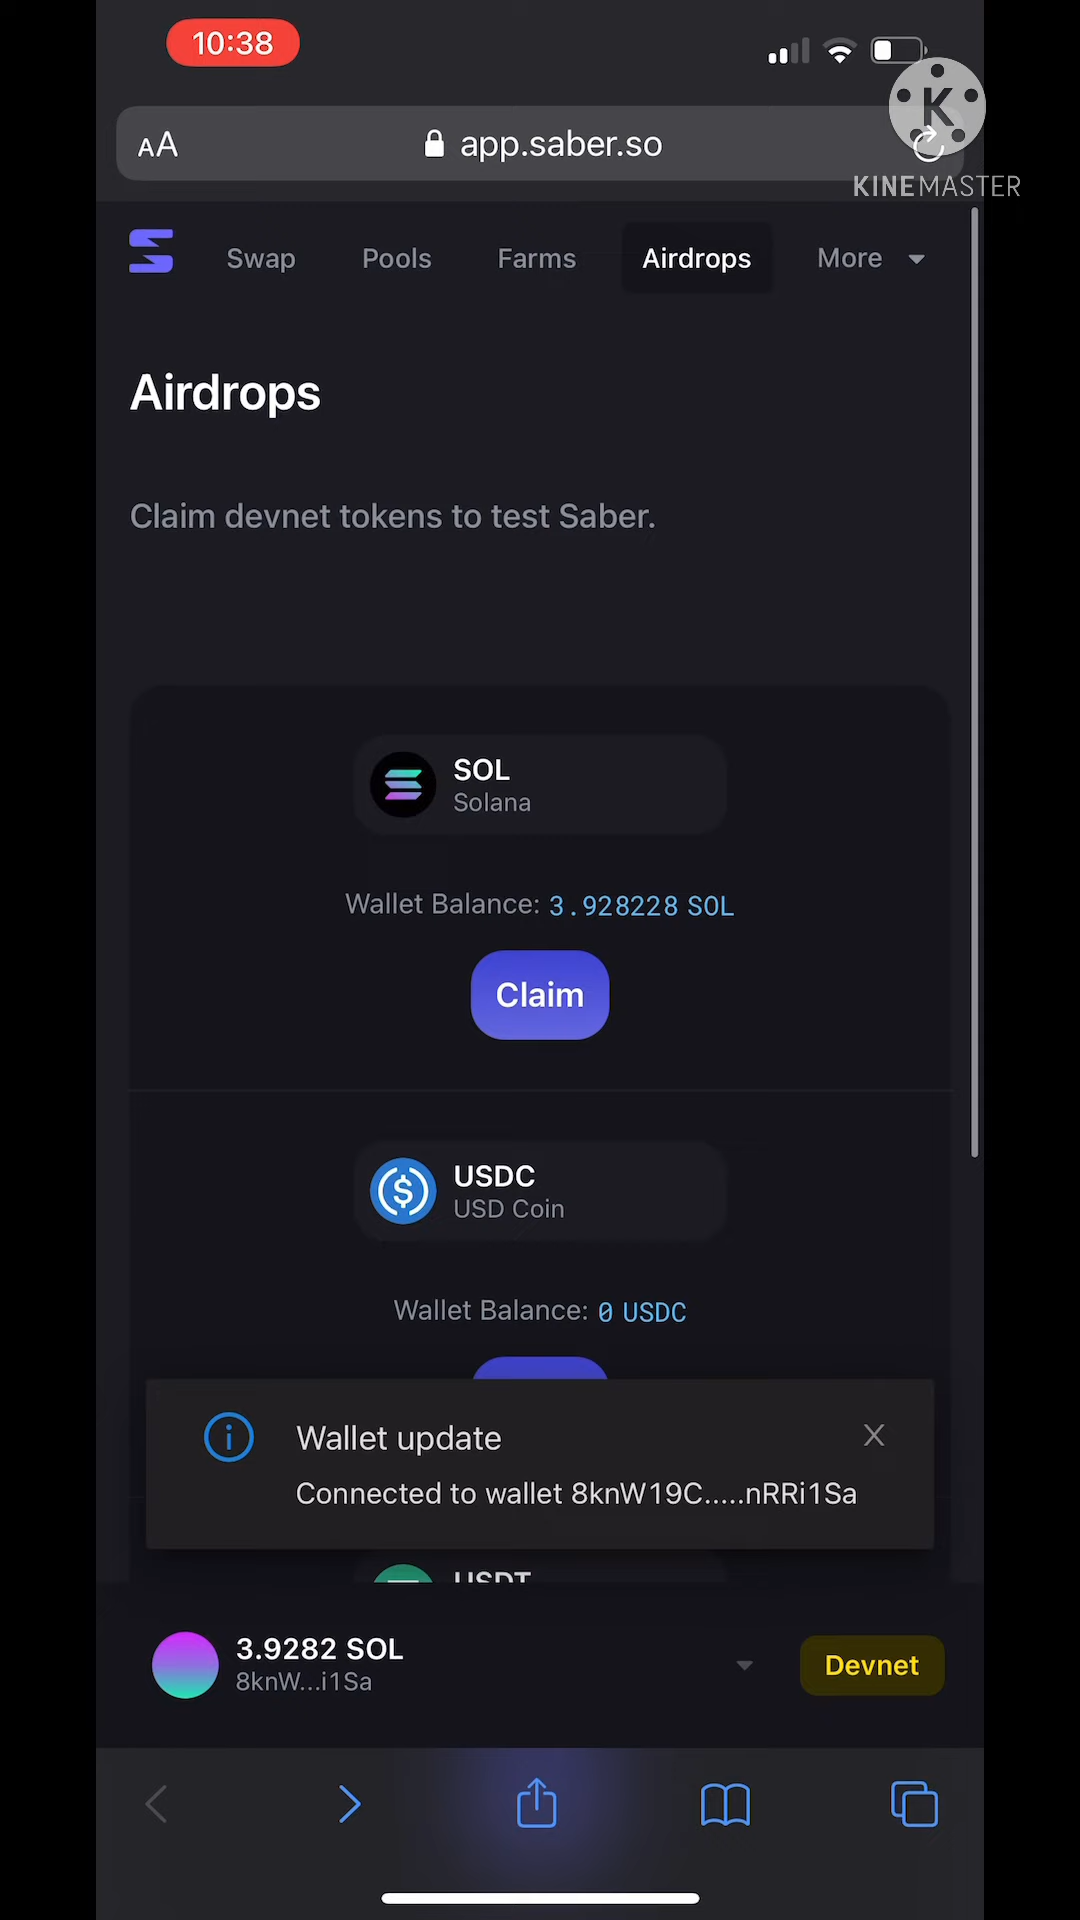 10:38
AA
app.saber.so
K
KINEMASTER
Swap
Pools
Farms
Airdrops
More
Airdrops
Claim devnet tokens to test Saber.
SOL
Solana
Wallet Balance: 3.928228 SOL
Claim
USDC
USD Coin
Wallet Balance: 0 USDC
Wallet update
X
Connected to wallet 8knW19C.....nRRi1Sa
USDT
3.9282 SOL
8knW...i1Sa
Devnet